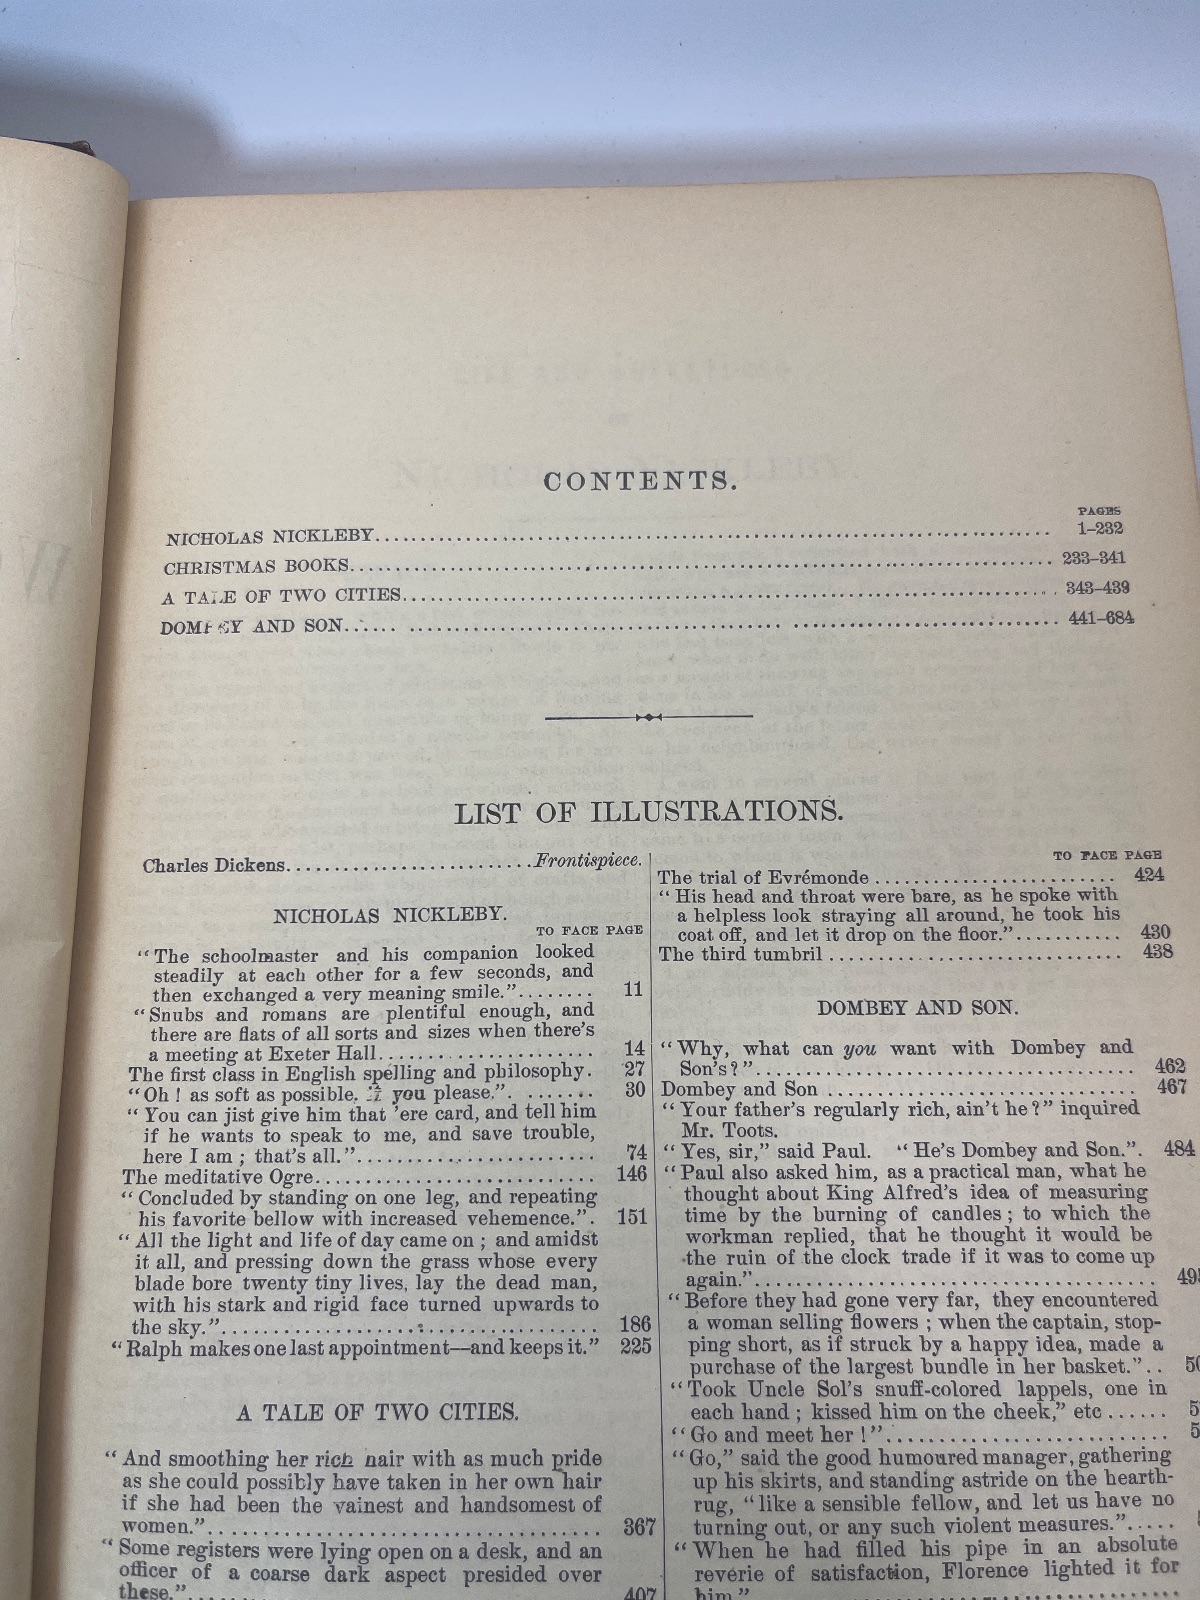 CONTENTS.
PAGES
NICHOLAS NICKLEBY 1-232
CHRISTMAS BOOKS 233-341
A TALE OF TWO CITIES 343-439
DOMBEY AND SON 441-684
LIST OF ILLUSTRATIONS.
Charles Dickens Frontispiece.
NICHOLAS NICKLEBY.
TO FACE PAGE
“The schoolmaster and his companion looked
steadily at each other for a few seconds, and
then exchanged a very meaning smile.” 11
“Snubs and romans are plentiful enough, and
there are flats of all sorts and sizes when there's
a meeting at Exeter Hall 14
The first class in English spelling and philosophy. 27
“Oh! as soft as possible, if you please.” 30
“You can jist give him that 'ere card, and tell him
if he wants to speak to me, and save trouble,
here I am; that's all.” 74
The meditative Ogre 146
“Concluded by standing on one leg, and repeating
his favorite bellow with increased vehemence.”. 151
“All the light and life of day came on; and amidst
it all, and pressing down the grass whose every
blade bore twenty tiny lives, lay the dead man,
with his stark and rigid face turned upwards to
the sky.” 186
“Ralph makes one last appointment—and keeps it.” 225
A TALE OF TWO CITIES.
“And smoothing her rich hair with as much pride
as she could possibly have taken in her own hair
if she had been the vainest and handsomest of
women.” 367
“Some registers were lying open on a desk, and an
officer of a coarse dark aspect presided over
these.” 407
TO FACE PAGE
The trial of Evrémonde 424
“His head and throat were bare, as he spoke with
a helpless look straying all around, he took his
coat off, and let it drop on the floor.” 430
The third tumbril 438
DOMBEY AND SON.
“Why, what can you want with Dombey and
Son's?” 462
Dombey and Son 467
“Your father's regularly rich, ain't he?” inquired
Mr. Toots.
“Yes, sir,” said Paul. “He's Dombey and Son.”. 484
“Paul also asked him, as a practical man, what he
thought about King Alfred's idea of measuring
time by the burning of candles; to which the
workman replied, that he thought it would be
the ruin of the clock trade if it was to come up
again.”
“Before they had gone very far, they encountered
a woman selling flowers; when the captain, stop-
ping short, as if struck by a happy idea, made a
purchase of the largest bundle in her basket.”
“Took Uncle Sol's snuff-colored lappels, one in
each hand; kissed him on the cheek,” etc
“Go and meet her!”
“Go,” said the good humoured manager, gathering
up his skirts, and standing astride on the hearth-
rug, “like a sensible fellow, and let us have no
turning out, or any such violent measures.”
“When he had filled his pipe in an absolute
reverie of satisfaction, Florence lighted it for
him.”